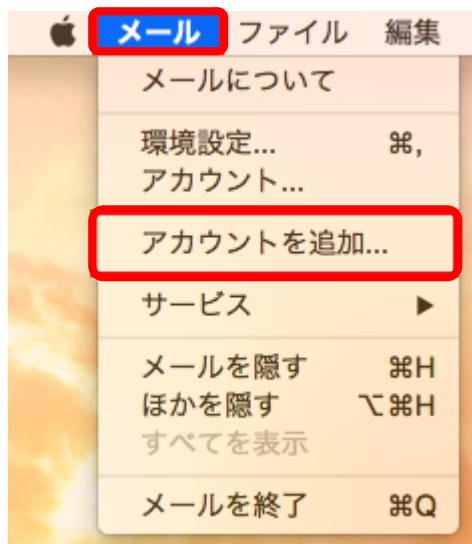 メール ファイル 編集
メールについて
環境設定... ⌘,
アカウント...
アカウントを追加...
サービス ▶
メールを隠す ⌘H
ほかを隠す ⌥⌘H
すべてを表示
メールを終了 ⌘Q